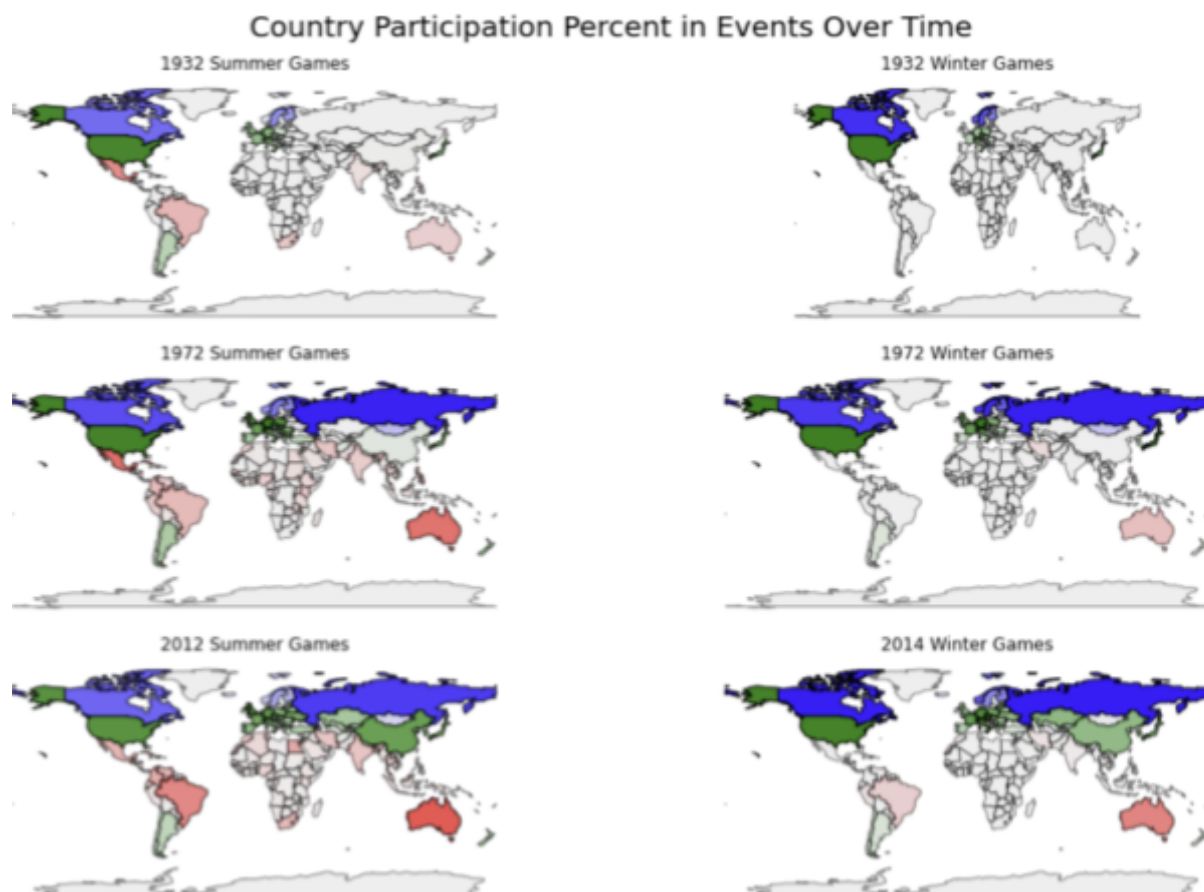 Country Participation Percent in Events Over Time
1932 Summer Games
1932 Winter Games
1972 Summer Games
1972 Winter Games
2012 Summer Games
2014 Winter Games